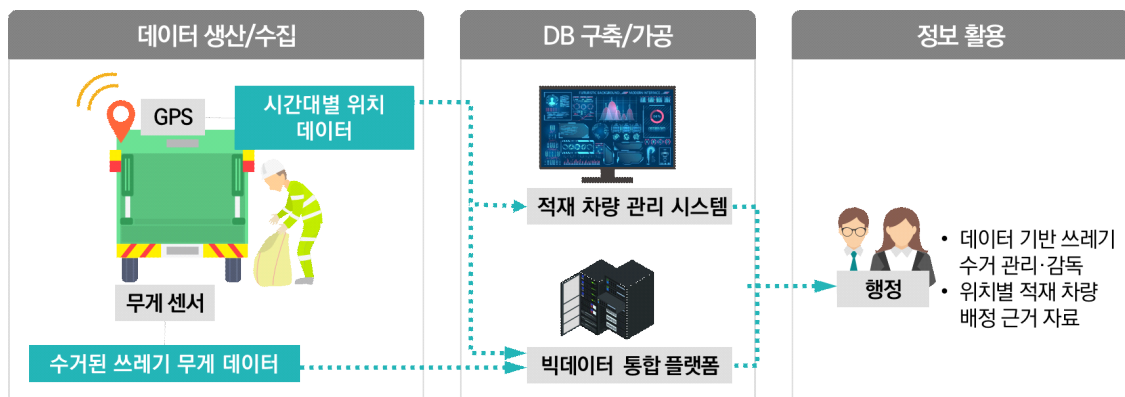 데이터 생산/수집
DB 구축/가공
정보 활용
GPS
시간대별 위치
데이터
무게 센서
수거된 쓰레기 무게 데이터
적재 차량 관리 시스템
빅데이터 통합 플랫폼
행정
• 데이터 기반 쓰레기
수거 관리·감독
• 위치별 적재 차량
배정 근거 자료